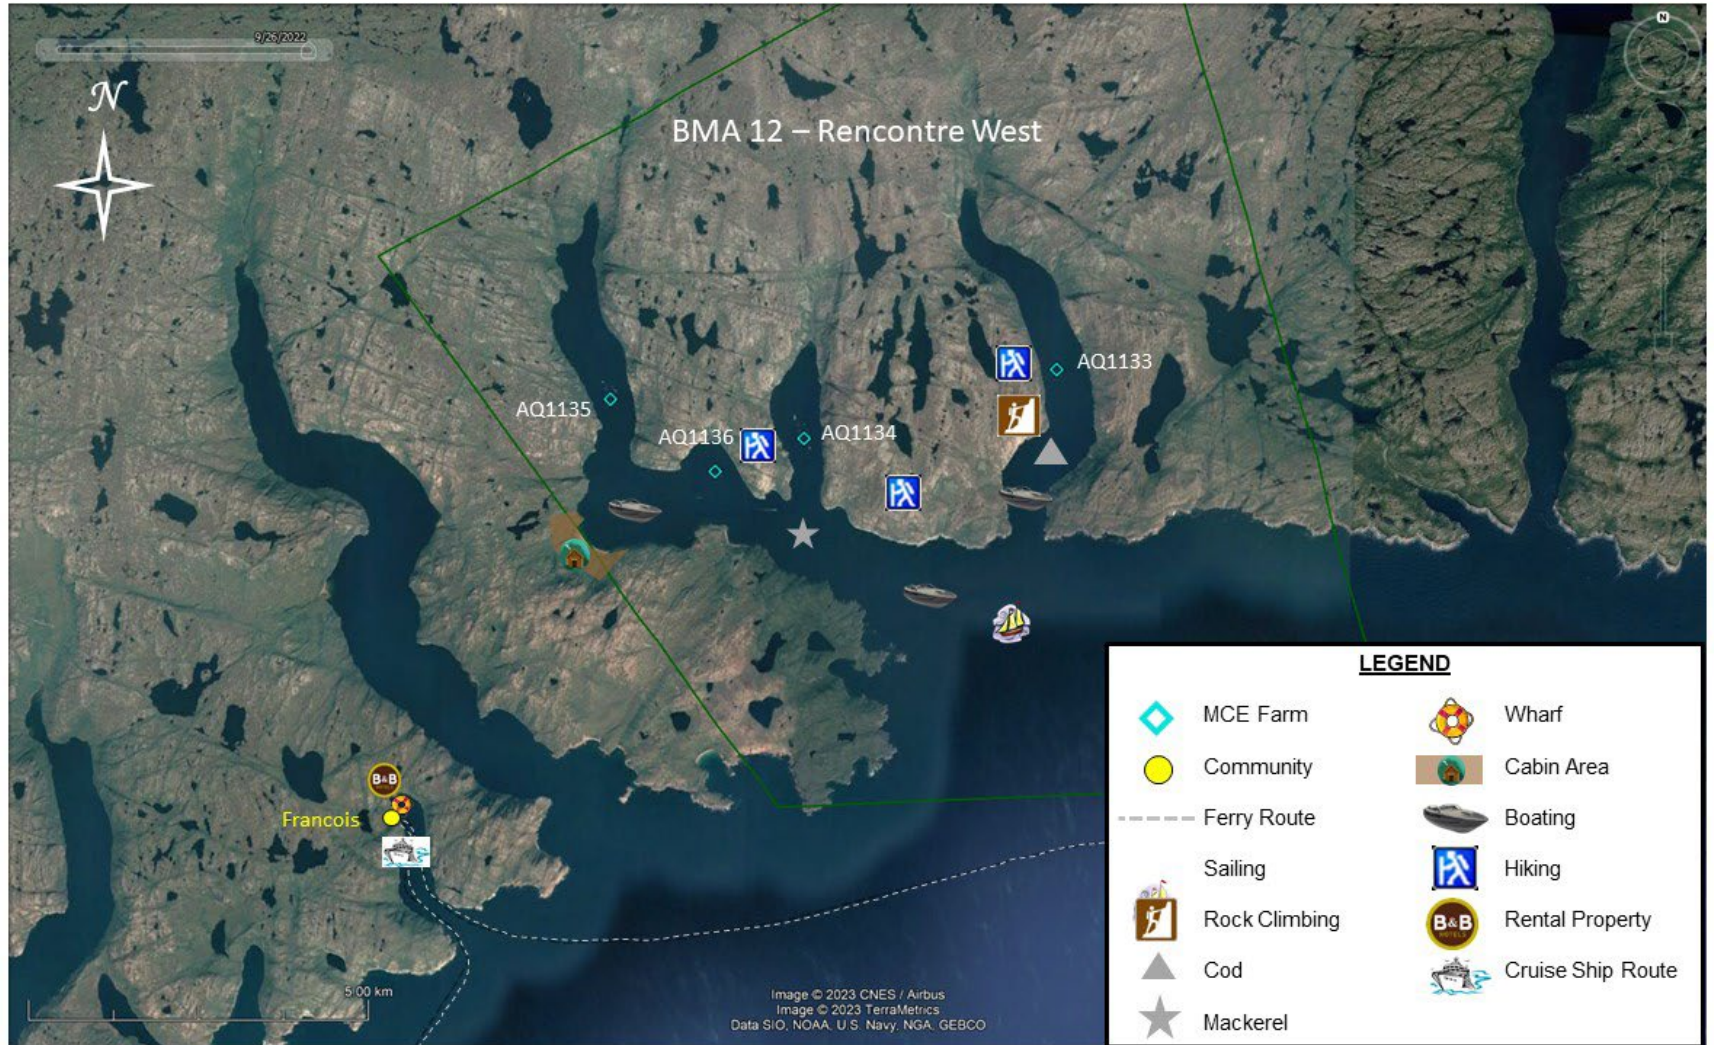 9/26/2022
N
N
BMA 12 – Rencontre West
AQ1133
AQ1135
AQ1136
AQ1134
B&B
HOTELS
Francois
5.00 km
Image © 2023 CNES / Airbus
Image © 2023 TerraMetrics
Data SIO, NOAA, U.S. Navy, NGA, GEBCO
LEGEND
MCE Farm
Wharf
Community
Cabin Area
Ferry Route
Boating
Sailing
Hiking
Rock Climbing
B&B
HOTELS
Rental Property
Cod
Cruise Ship Route
Mackerel